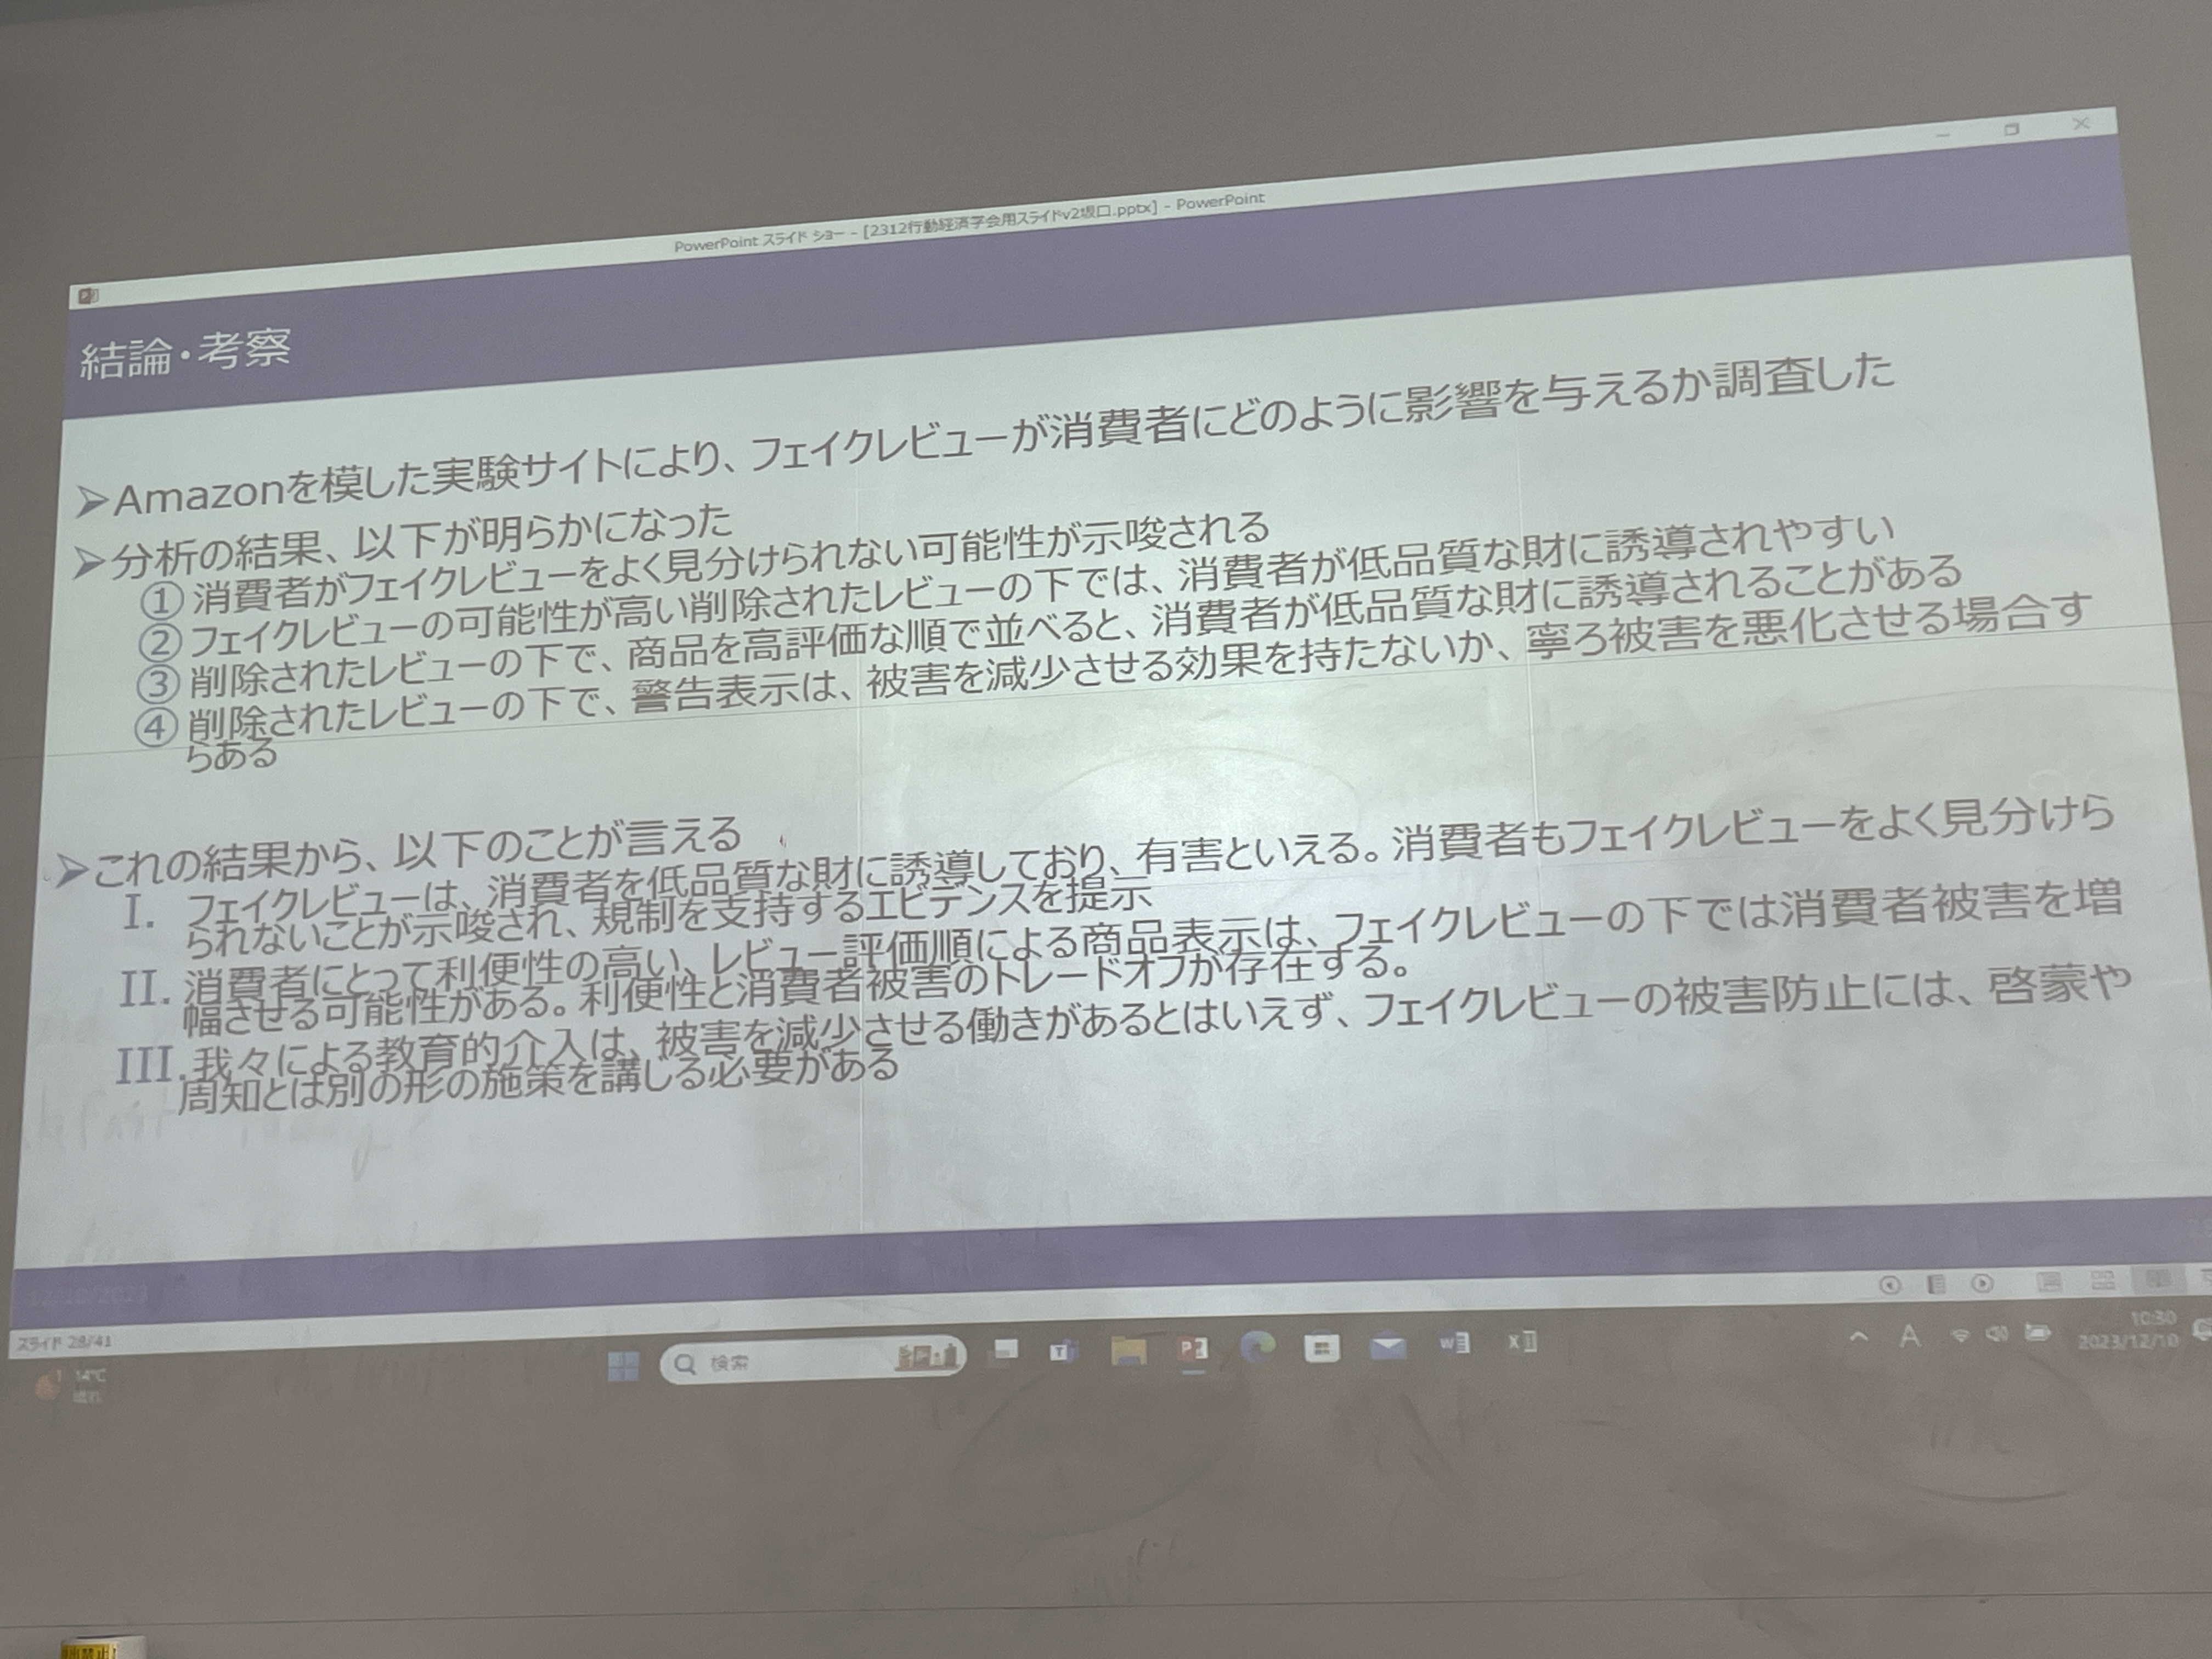 PowerPoint スライド ショー - [2312行動経済学会用スライドv2坂口.pptx] - PowerPoint
結論・考察
➢Amazonを模した実験サイトにより、フェイクレビューが消費者にどのように影響を与えるか調査した
➢分析の結果、以下が明らかになった
① 消費者がフェイクレビューをよく見分けられない可能性が示唆される
② フェイクレビューの可能性が高い削除されたレビューの下では、消費者が低品質な財に誘導されやすい
③ 削除されたレビューの下で、商品を高評価な順で並べると、消費者が低品質な財に誘導されることがある
④ 削除されたレビューの下で、警告表示は、被害を減少させる効果を持たないか、寧ろ被害を悪化させる場合す
らある
➢これの結果から、以下のことが言える
I. フェイクレビューは、消費者を低品質な財に誘導しており、有害といえる。消費者もフェイクレビューをよく見分けら
られないことが示唆され、規制を支持するエビデンスを提示
II. 消費者にとって利便性の高い、レビュー評価順による商品表示は、フェイクレビューの下では消費者被害を増
幅させる可能性がある。利便性と消費者被害のトレードオフが存在する。
III. 我々による教育的介入は、被害を減少させる働きがあるとはいえず、フェイクレビューの被害防止には、啓蒙や
周知とは別の形の施策を講じる必要がある
12/10/2023
スライド 28/41
14°C
晴れ
検索
A
10:30
2023/12/10